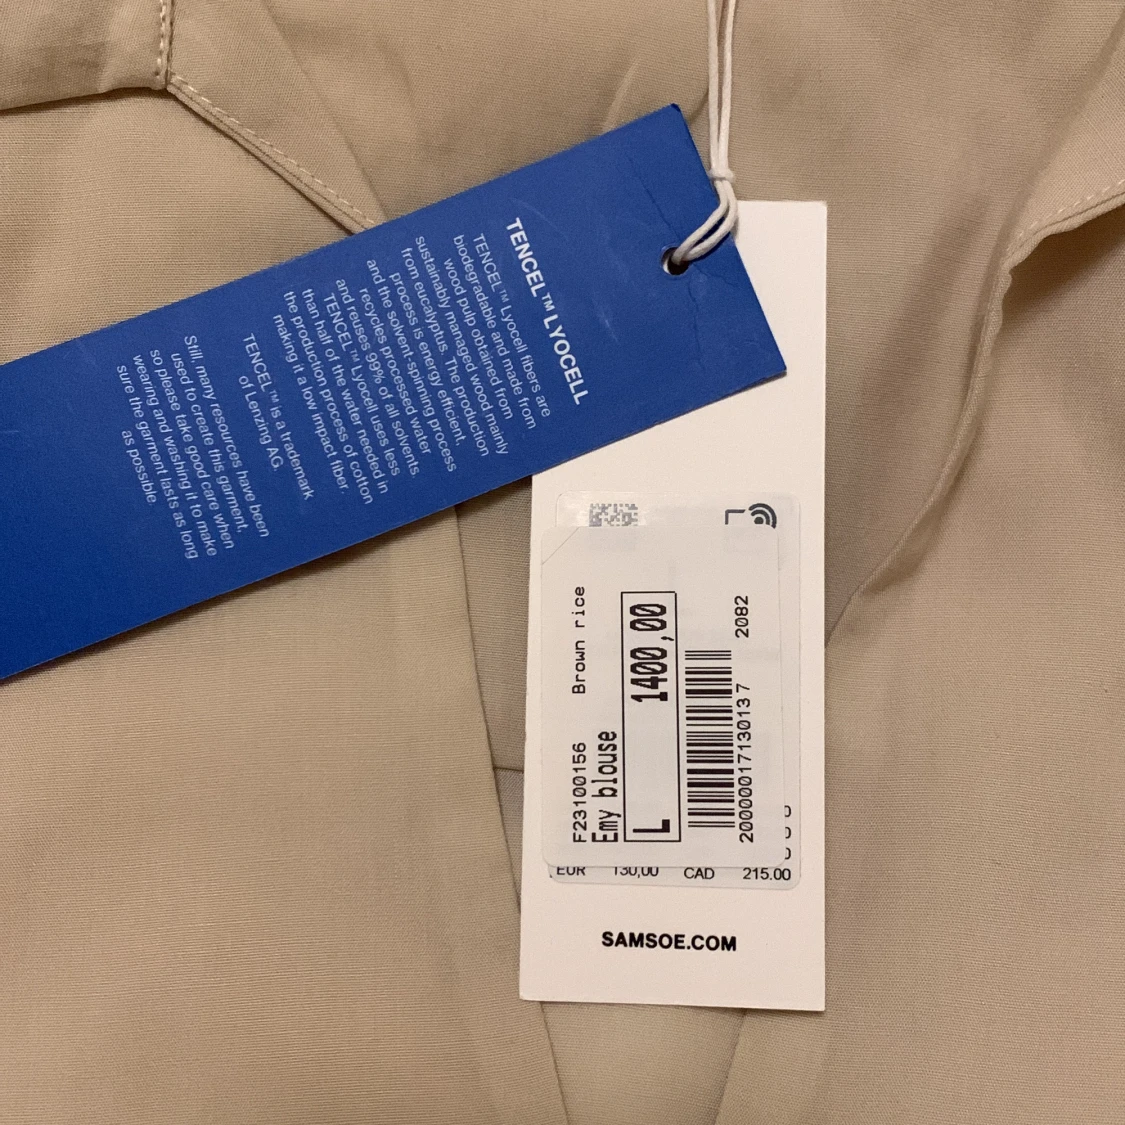 TENCEL™ LYOCELL
TENCEL™ Lyocell fibers are
biodegradable and made from
wood pulp obtained from
sustainably managed wood mainly
from eucalyptus. The production
process is energy efficient.
and the solvent-spinning process
recycles processed water
and reuses 99% of all solvents.
TENCEL™ Lyocell uses less
than half of the water needed in
the production process of cotton
making it a low impact fiber.
TENCEL™ is a trademark
of Lenzing AG.
Still, many resources have been
used to create this garment,
so please take good care when
wearing and washing it to make
sure the garment lasts as long
as possible.
L
F23100156 Brown rice
Emy blouse
L 1400,00
2082
2000001713013 7
EUR 130,00 CAD 215.00
SAMSOE.COM